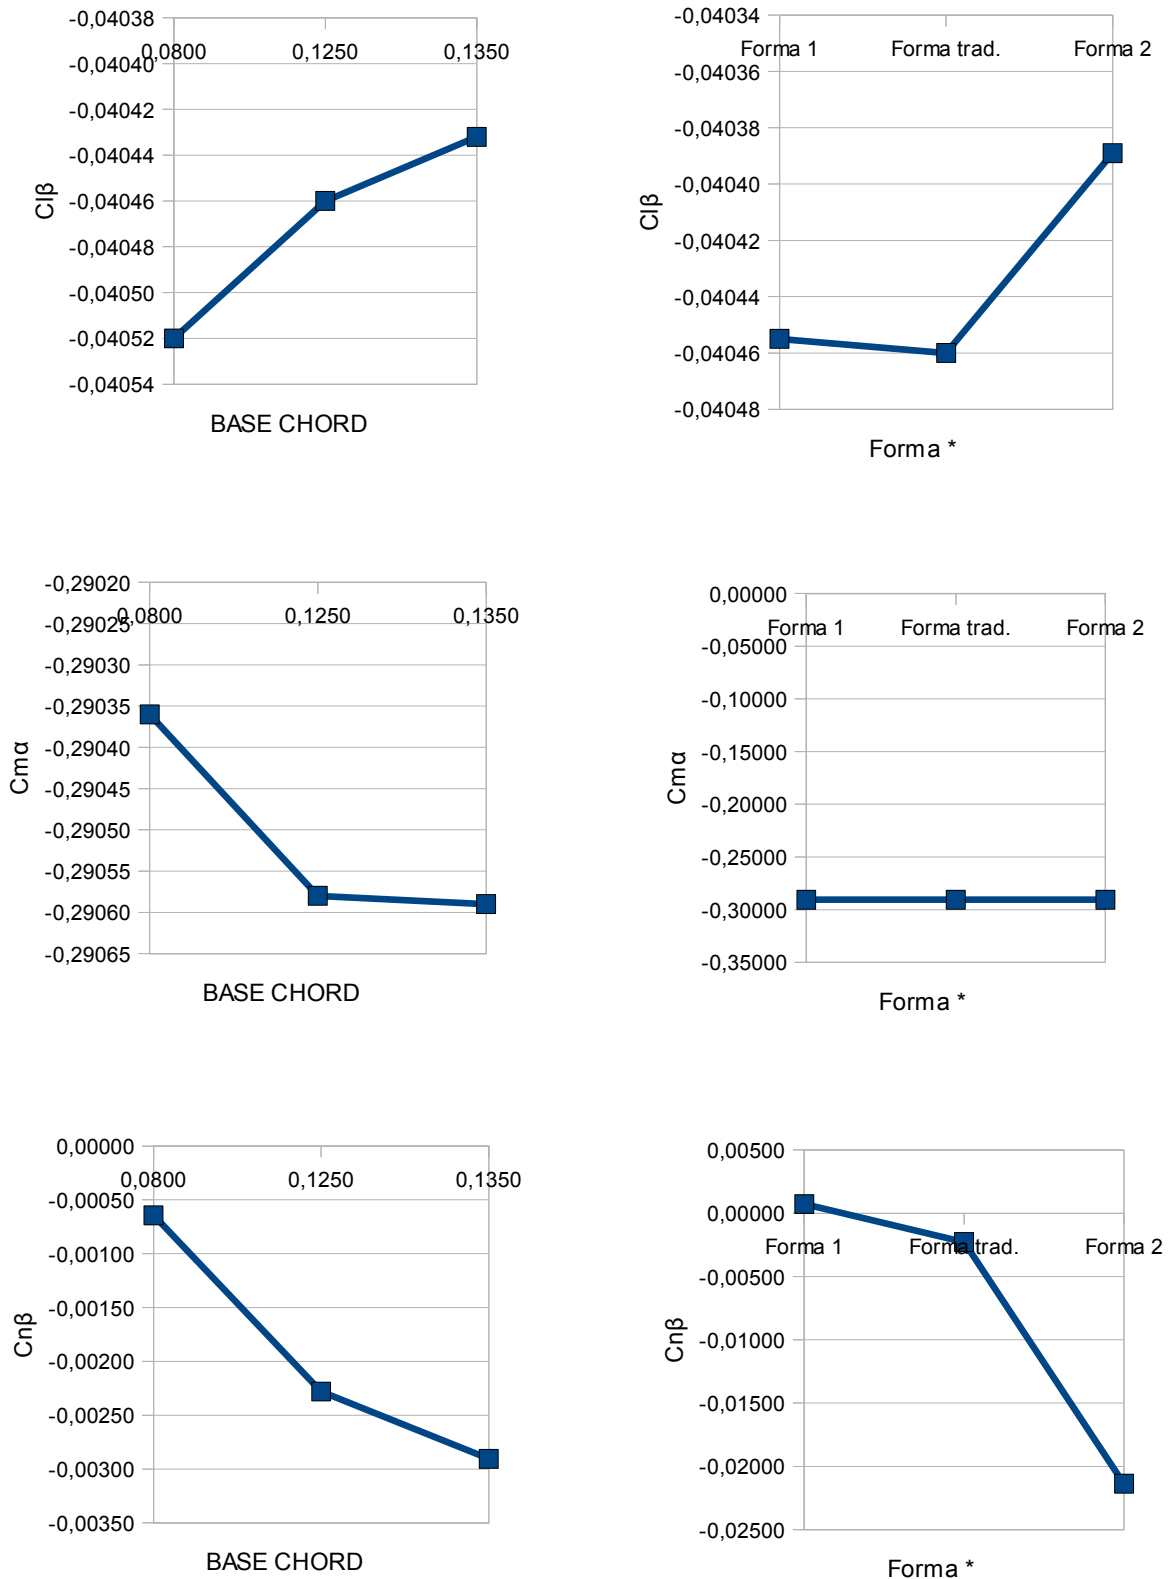 -0,04038
-0,04040
-0,04042
-0,04044
-0,04046
-0,04048
-0,04050
-0,04052
-0,04054
0,0800 0,1250 0,1350
Clβ
BASE CHORD
-0,04034
-0,04036
-0,04038
-0,04040
-0,04042
-0,04044
-0,04046
-0,04048
Forma 1 Forma trad. Forma 2
Clβ
Forma *
-0,29020
-0,29025
-0,29030
-0,29035
-0,29040
-0,29045
-0,29050
-0,29055
-0,29060
-0,29065
0,0800 0,1250 0,1350
Cmα
BASE CHORD
0,00000
-0,05000
-0,10000
-0,15000
-0,20000
-0,25000
-0,30000
-0,35000
Forma 1 Forma trad. Forma 2
Cmα
Forma *
0,00000
-0,00050
-0,00100
-0,00150
-0,00200
-0,00250
-0,00300
-0,00350
0,0800 0,1250 0,1350
Cnβ
BASE CHORD
0,00500
0,00000
-0,00500
-0,01000
-0,01500
-0,02000
-0,02500
Forma 1 Forma trad. Forma 2
Cnβ
Forma *